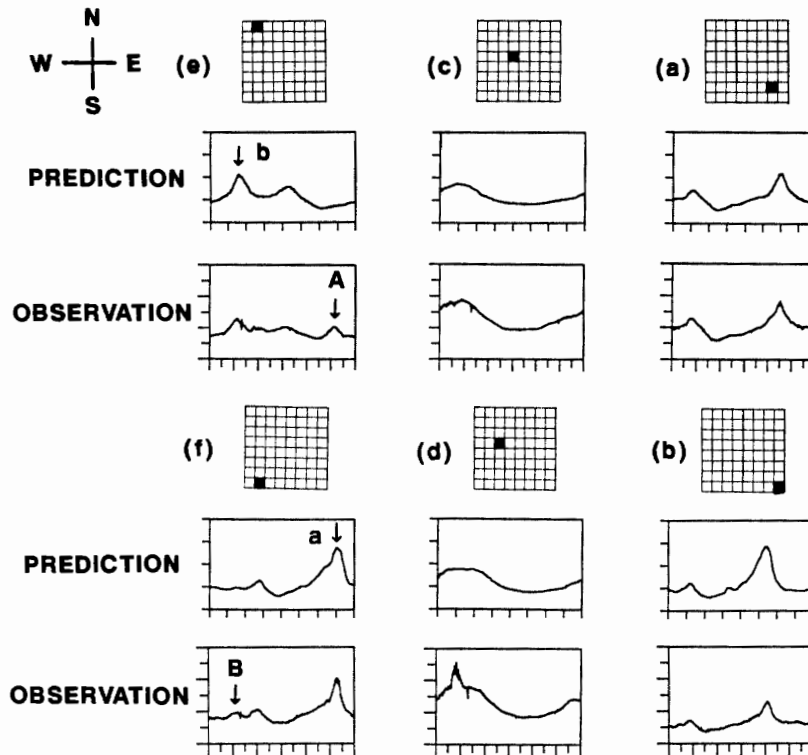 N
W E
S
(e) (c) (a)
b
PREDICTION
A
OBSERVATION
(f) (d) (b)
a
PREDICTION
B
OBSERVATION